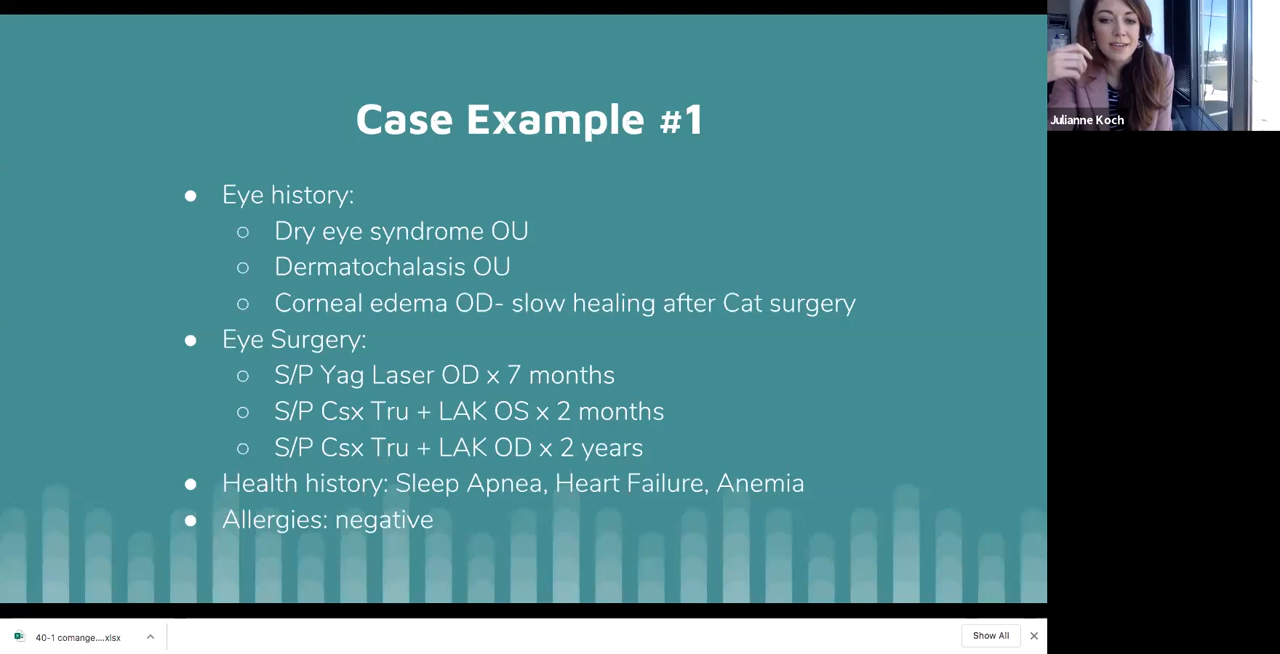 Case Example #1
Julianne Koch
● Eye history:
○ Dry eye syndrome OU
○ Dermatochalasis OU
○ Corneal edema OD- slow healing after Cat surgery
● Eye Surgery:
○ S/P Yag Laser OD x 7 months
○ S/P Csx Tru + LAK OS x 2 months
○ S/P Csx Tru + LAK OD x 2 years
● Health history: Sleep Apnea, Heart Failure, Anemia
● Allergies: negative
40-1 comange....xlsx
Show All